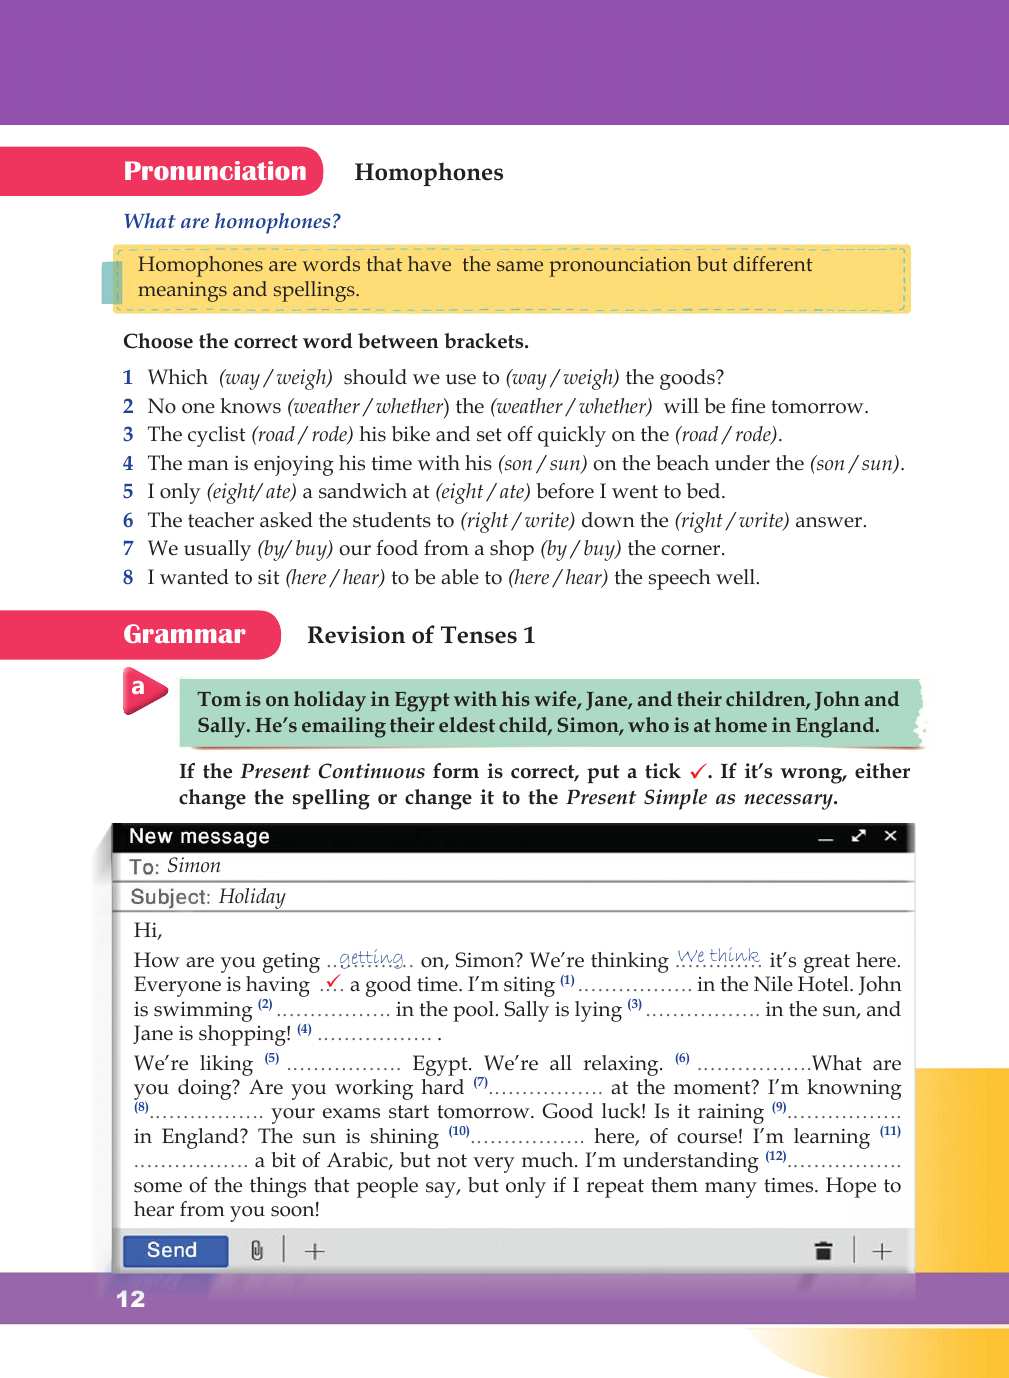 Pronunciation Homophones
What are homophones?
Homophones are words that have the same pronounciation but different
meanings and spellings.
Choose the correct word between brackets.
1 Which (way / weigh) should we use to (way / weigh) the goods?
2 No one knows (weather / whether) the (weather / whether) will be fine tomorrow.
3 The cyclist (road / rode) his bike and set off quickly on the (road / rode).
4 The man is enjoying his time with his (son / sun) on the beach under the (son / sun).
5 I only (eight/ ate) a sandwich at (eight / ate) before I went to bed.
6 The teacher asked the students to (right / write) down the (right / write) answer.
7 We usually (by/ buy) our food from a shop (by / buy) the corner.
8 I wanted to sit (here / hear) to be able to (here / hear) the speech well.
Grammar Revision of Tenses 1
a
Tom is on holiday in Egypt with his wife, Jane, and their children, John and
Sally. He's emailing their eldest child, Simon, who is at home in England.
If the Present Continuous form is correct, put a tick ✓. If it's wrong, either
change the spelling or change it to the Present Simple as necessary.
New message
To: Simon
Subject: Holiday
Hi,
How are you geting ..getting.. on, Simon? We're thinking ..We think.. it's great here.
Everyone is having ..✓.. a good time. I'm siting (1) ................. in the Nile Hotel. John
is swimming (2) ................. in the pool. Sally is lying (3) ................. in the sun, and
Jane is shopping! (4) ................. .
We're liking (5) ................. Egypt. We're all relaxing. (6) .................What are
you doing? Are you working hard (7)................. at the moment? I'm knowning
(8)................. your exams start tomorrow. Good luck! Is it raining (9).................
in England? The sun is shining (10)................. here, of course! I'm learning (11)
................. a bit of Arabic, but not very much. I'm understanding (12).................
some of the things that people say, but only if I repeat them many times. Hope to
hear from you soon!
Send
12